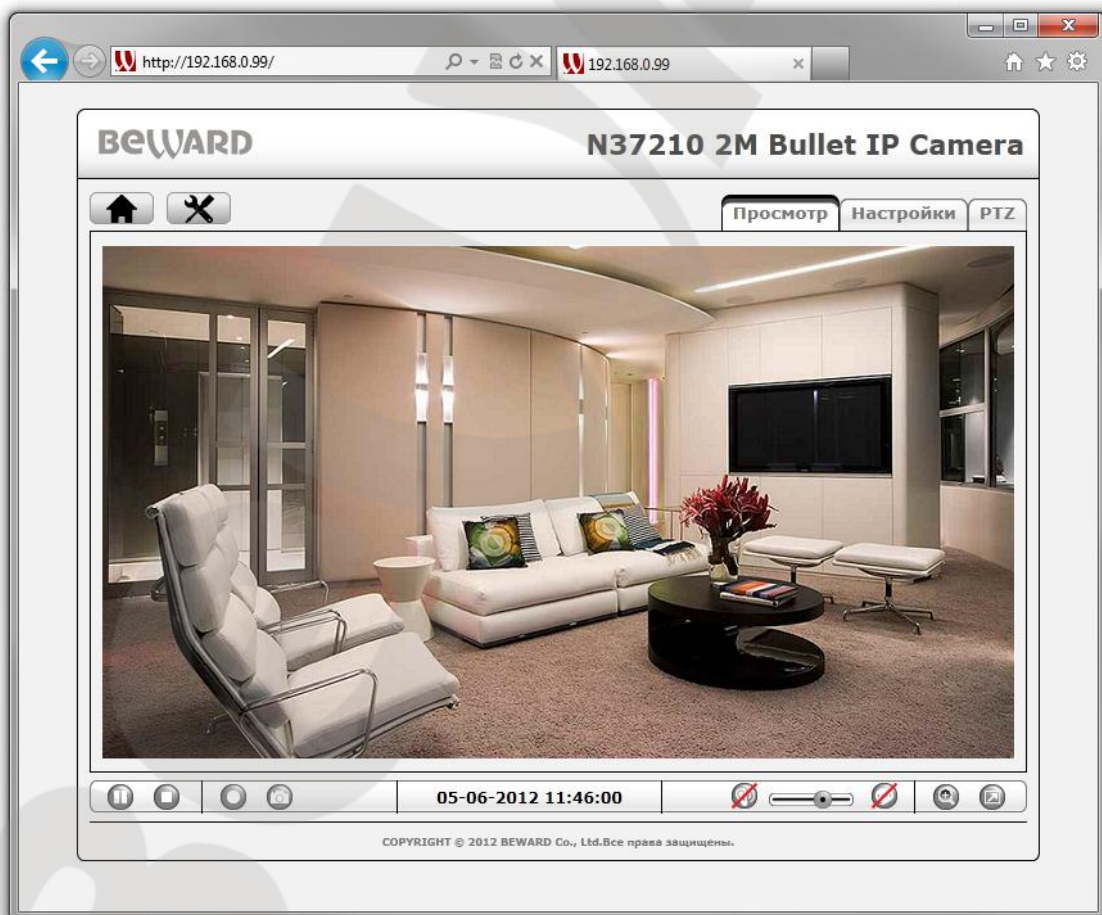 http://192.168.0.99/
192.168.0.99
BEWARD
N37210 2M Bullet IP Camera
Просмотр
Настройки
PTZ
05-06-2012 11:46:00
COPYRIGHT © 2012 BEWARD Co., Ltd.Все права защищены.